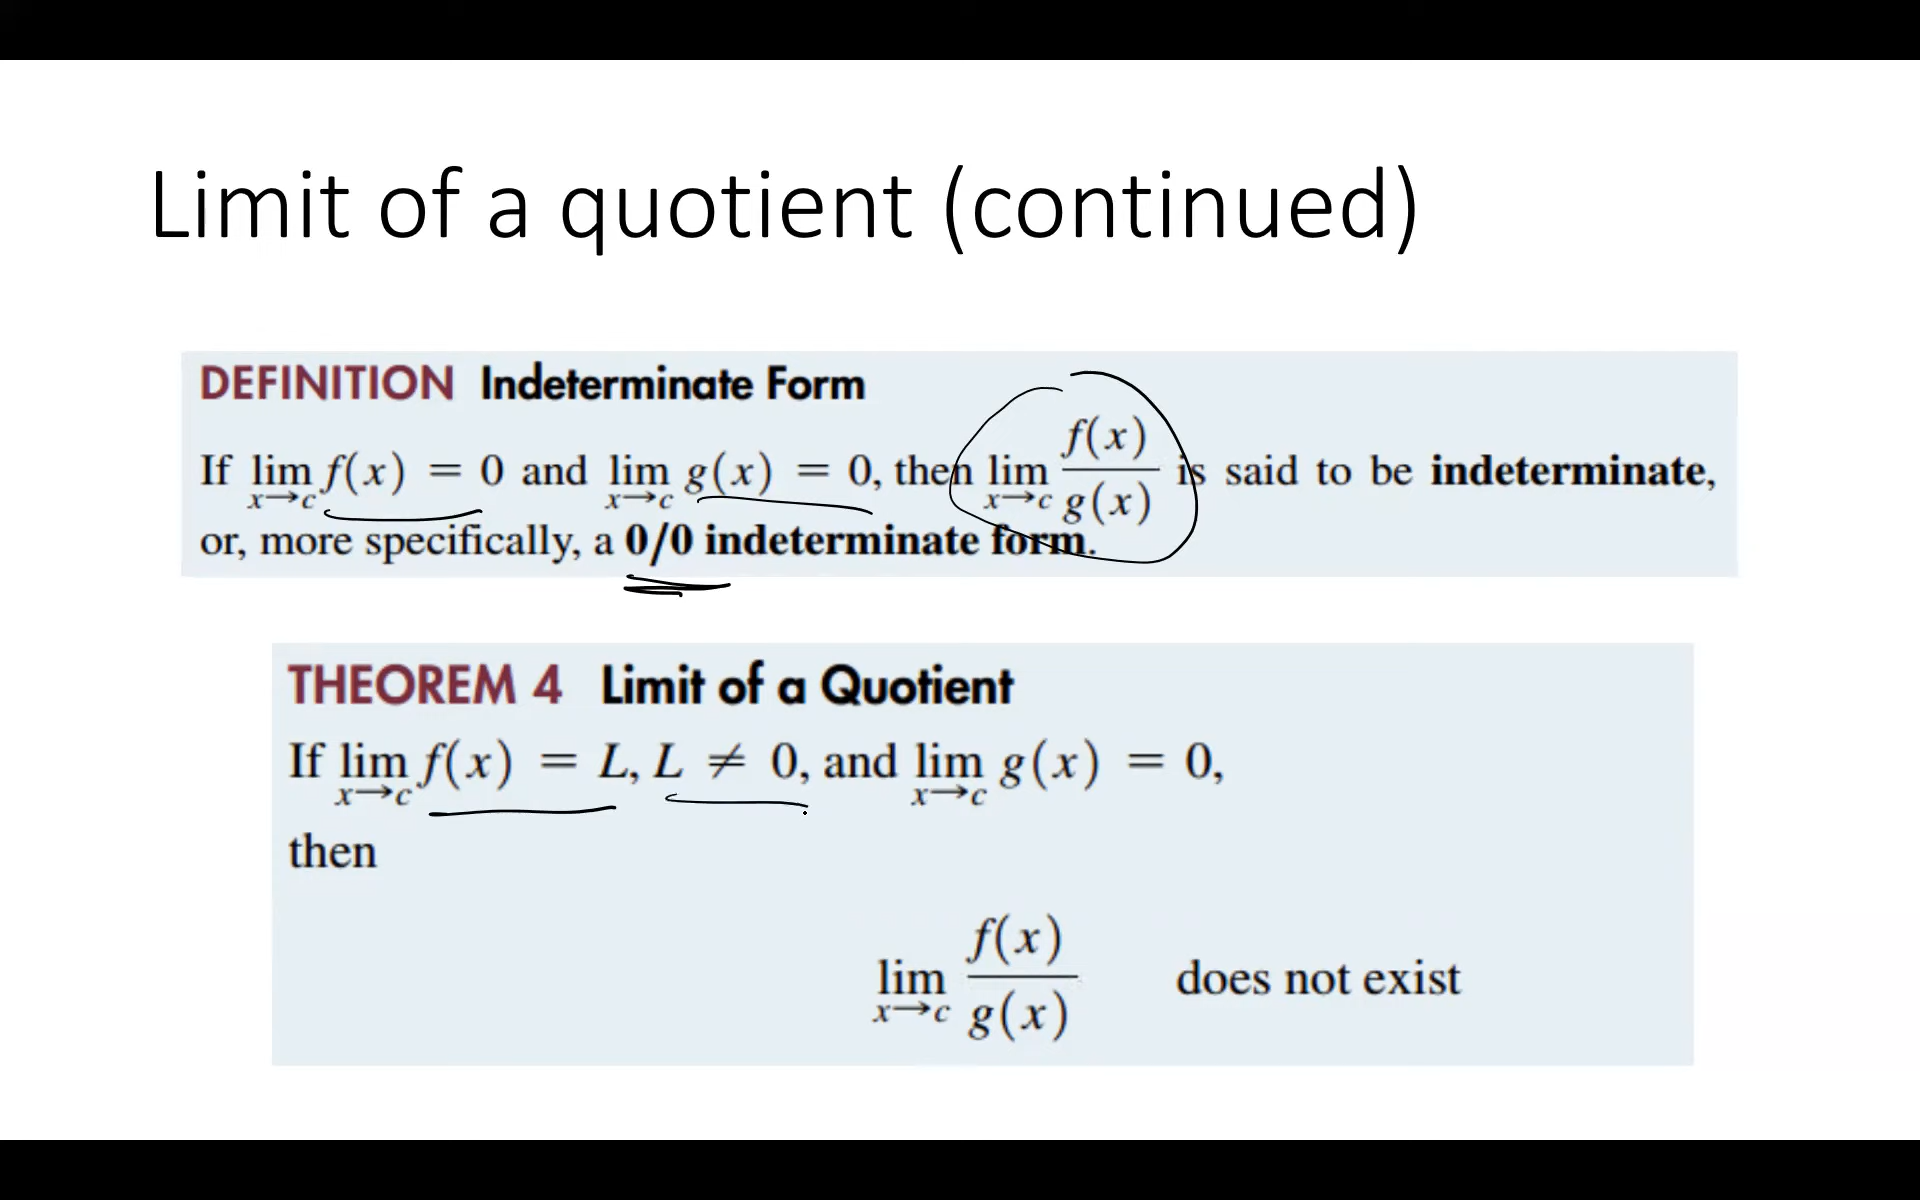 Limit of a quotient (continued)
DEFINITION Indeterminate Form
If lim x→c f(x) = 0 and lim x→c g(x) = 0, then lim x→c f(x)/g(x) is said to be indeterminate,
or, more specifically, a 0/0 indeterminate form.
THEOREM 4 Limit of a Quotient
If lim x→c f(x) = L, L ≠ 0, and lim x→c g(x) = 0,
then
lim x→c f(x)/g(x) does not exist